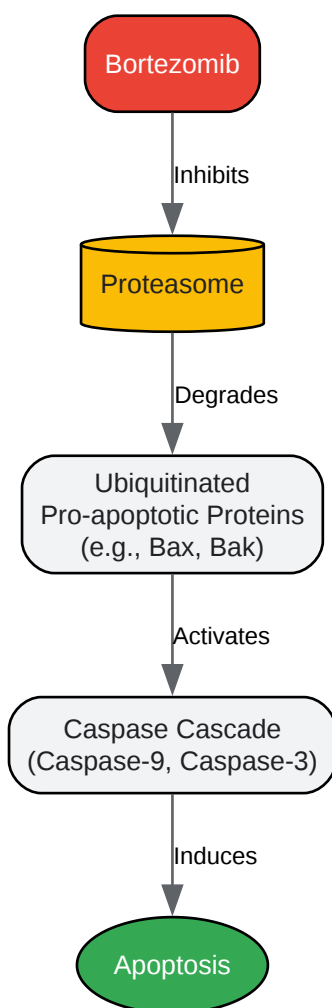 Bortezomib
Inhibits
Proteasome
Degrades
Ubiquitinated
Pro-apoptotic Proteins
(e.g., Bax, Bak)
Activates
Caspase Cascade
(Caspase-9, Caspase-3)
Induces
Apoptosis